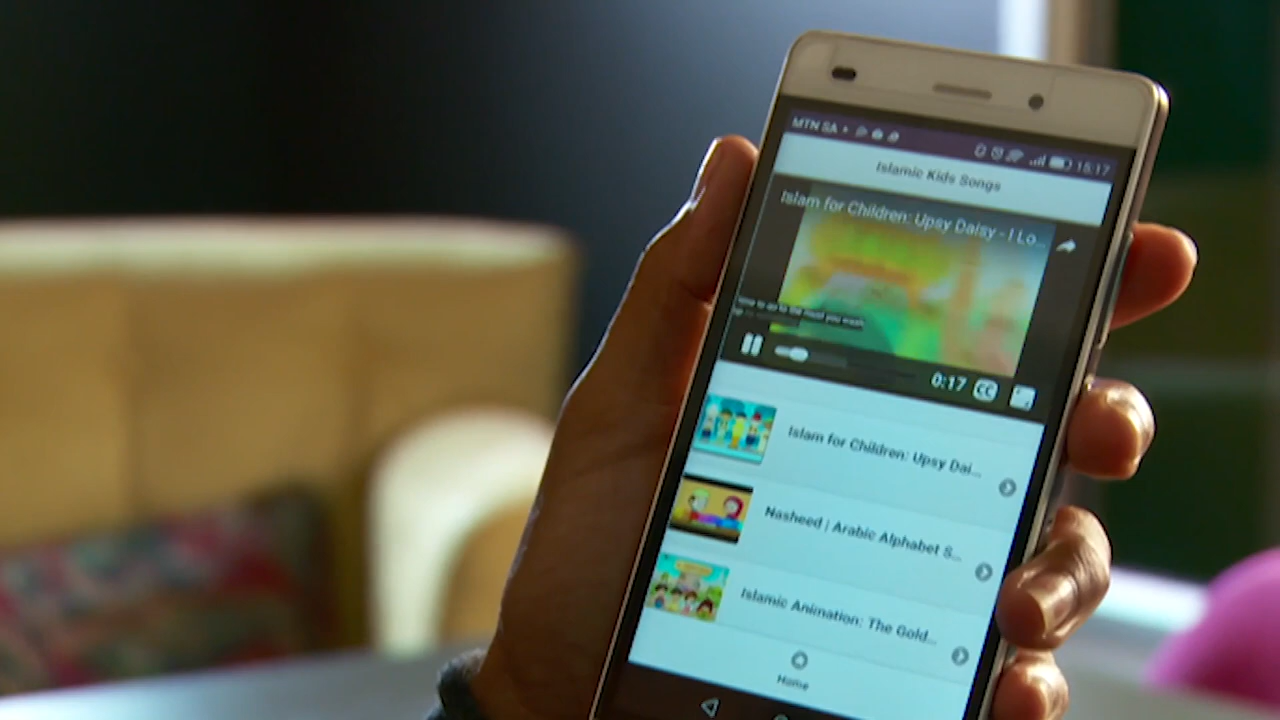 MTN SA
15:17
Islamic Kids Songs
Islam for Children: Upsy Daisy - I Lo...
0:17
CC
Islam for Children: Upsy Dai...
Nasheed | Arabic Alphabet S...
Islamic Animation: The Gold...
Home